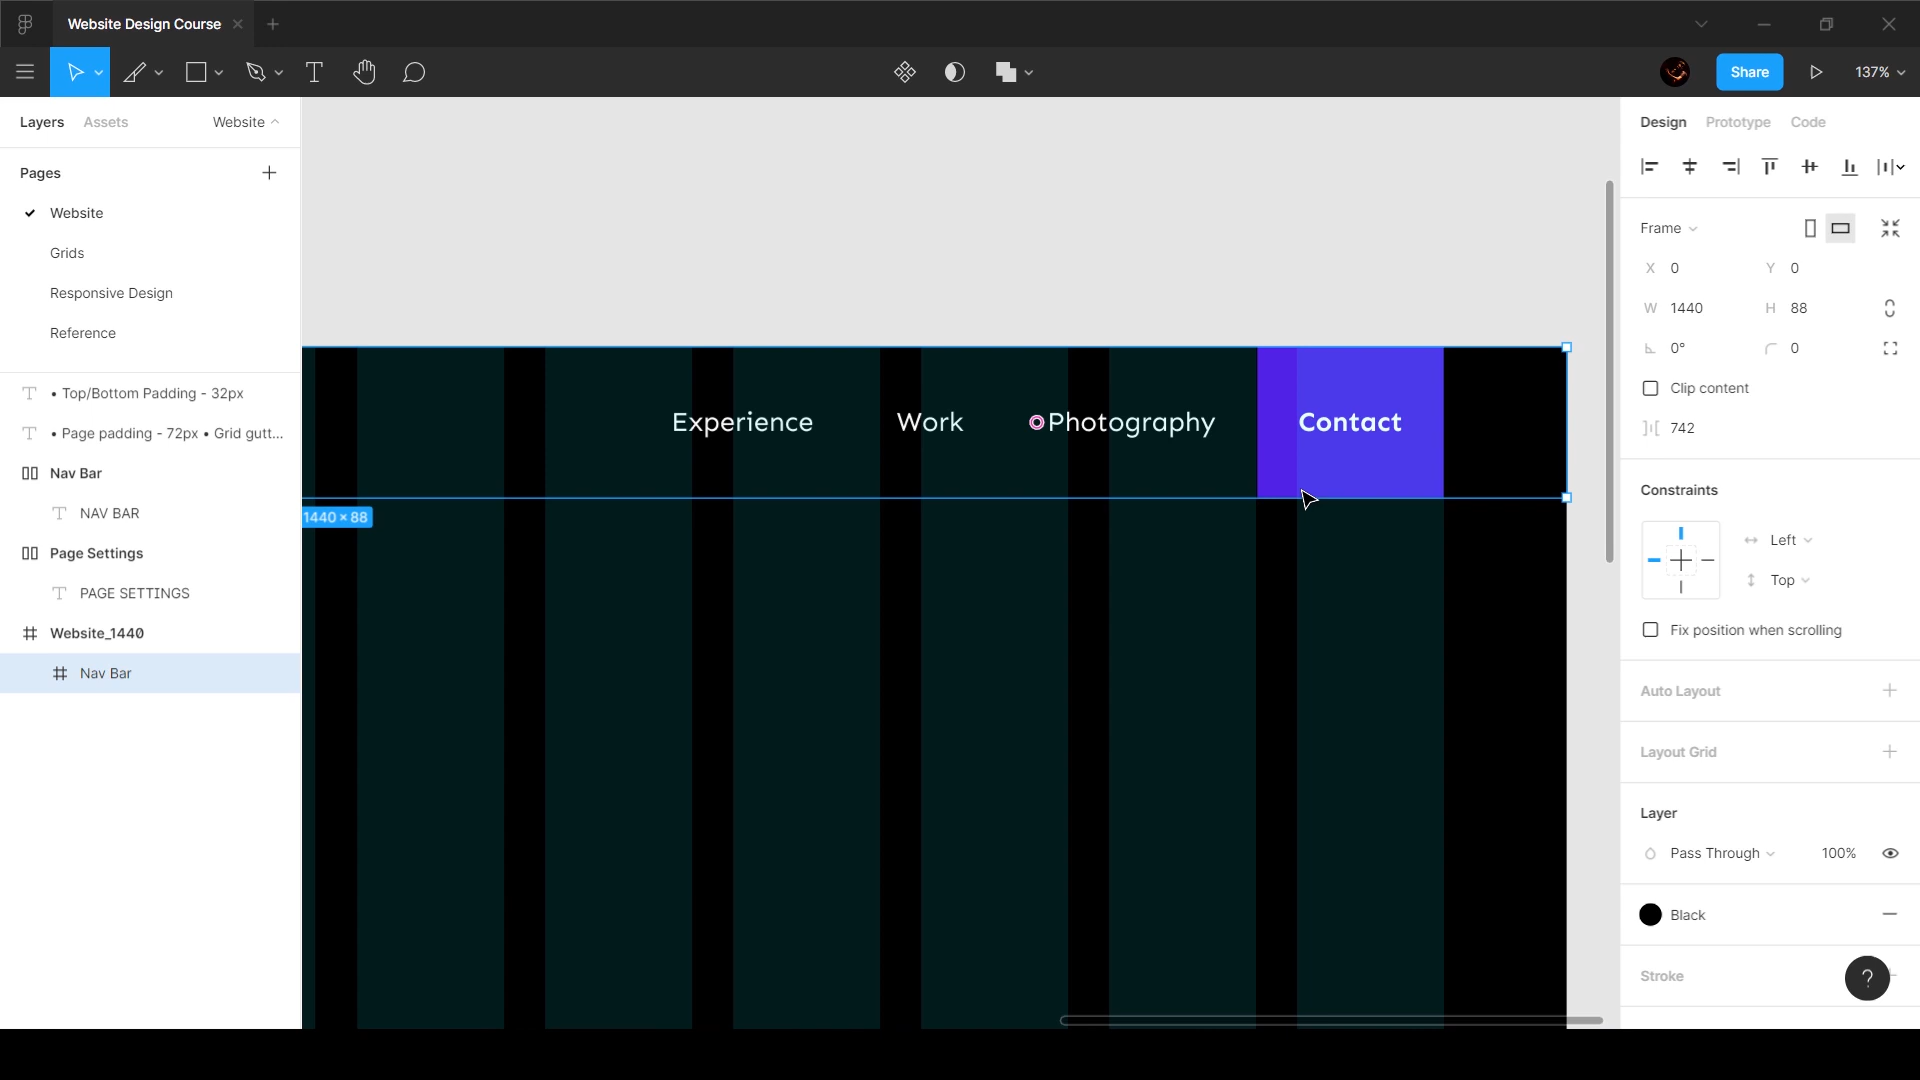 Website Design Course
Share
137%
Layers Assets Website
Pages
Website
Grids
Responsive Design
Reference
• Top/Bottom Padding - 32px
• Page padding - 72px • Grid gutt...
Nav Bar
NAV BAR
Page Settings
PAGE SETTINGS
Website_1440
Nav Bar
Experience Work Photography Contact
1440 × 88
Design Prototype Code
Frame
X 0 Y 0
W 1440 H 88
0° 0
Clip content
742
Constraints
Left
Top
Fix position when scrolling
Auto Layout
Layout Grid
Layer
Pass Through 100%
Black
Stroke
?